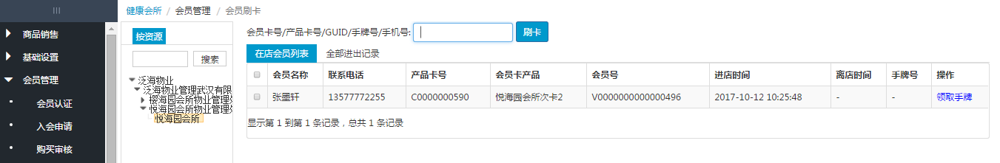 健康会所 / 会员管理 / 会员刷卡
商品销售
基础设置
会员管理
会员认证
入会申请
购买审核
按资源
搜索
泛海物业
泛海物业管理武汉有限
樱海园会所物业管理处
悦海园会所物业管理处
悦海园会所
会员卡号/产品卡号/GUID/手牌号/手机号: 刷卡
在店会员列表 全部进出记录
会员名称 联系电话 产品卡号 会员卡产品 会员号 进店时间 离店时间 手牌号 操作
张墨轩 13577772255 C0000000590 悦海园会所次卡2 V0000000000000496 2017-10-12 10:25:48 - - 领取手牌
显示第 1 到第 1 条记录，总共 1 条记录